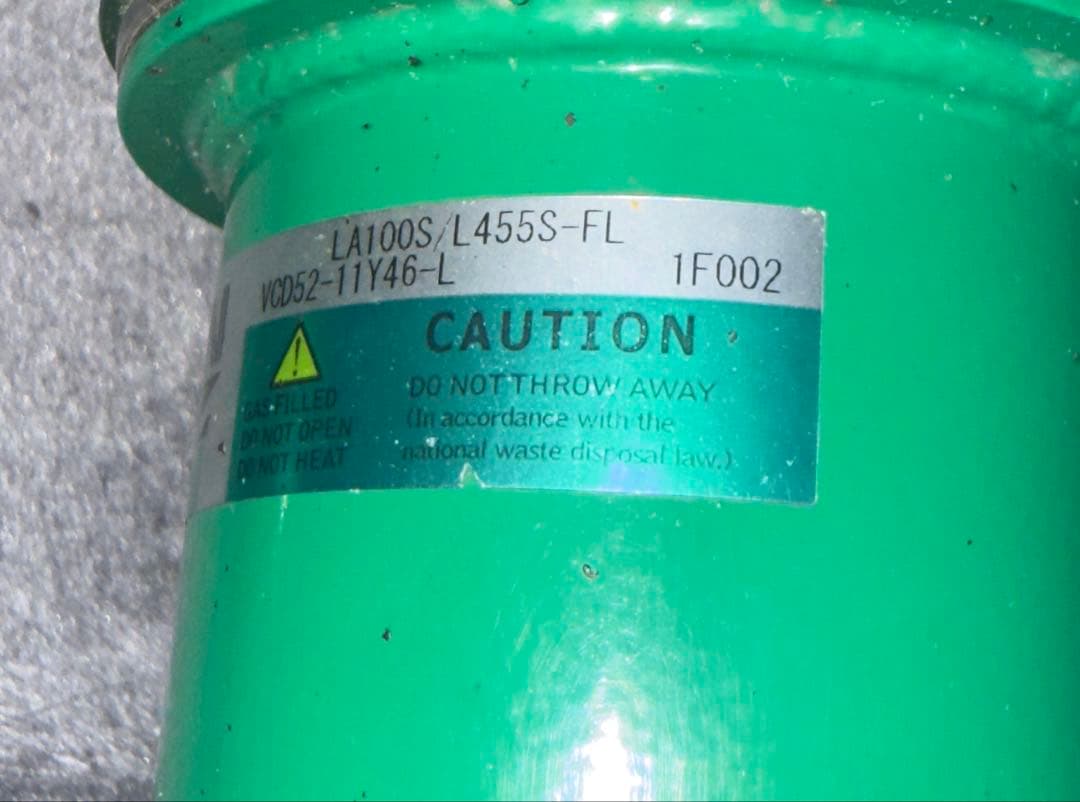 LA100S/L455S-FL
VCD52-11Y46-L 1F002
CAUTION
GAS-FILLED
DO NOT OPEN
DO NOT HEAT
DO NOT THROW AWAY
(In accordance with the
national waste disposal law.)